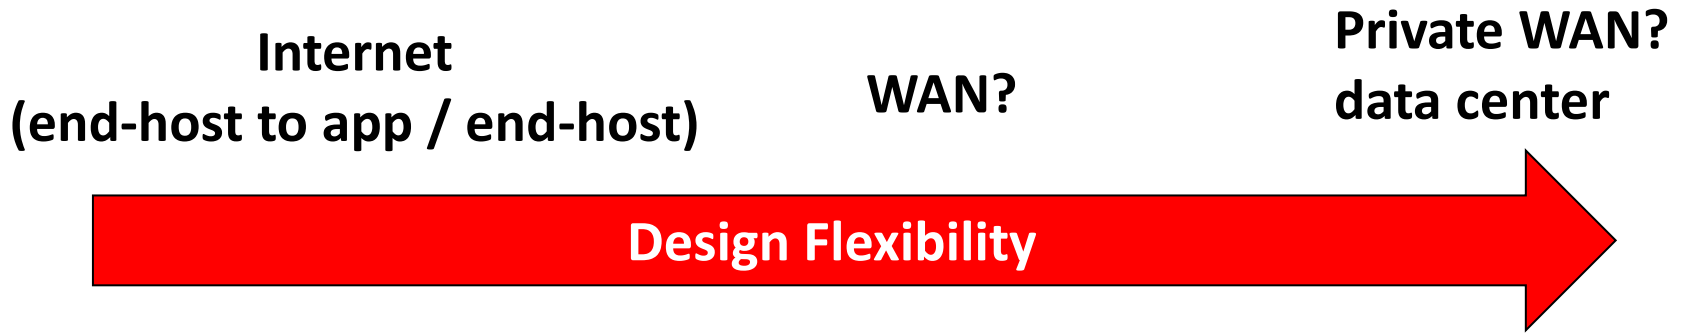 Internet
(end-host to app / end-host)
WAN?
Private WAN?
data center
Design Flexibility